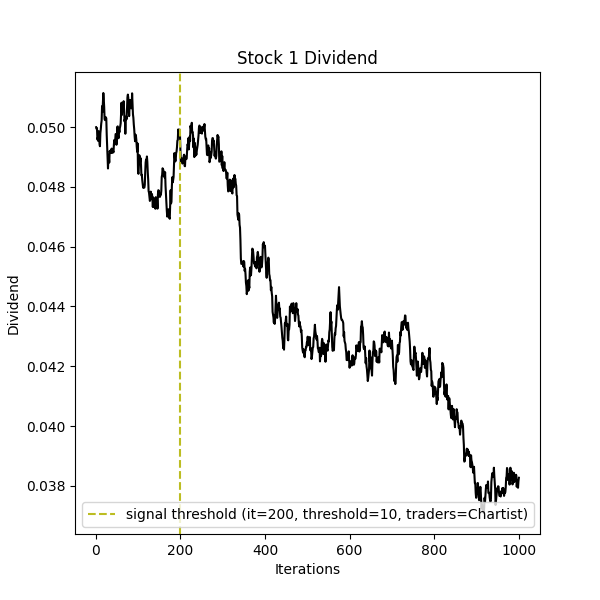 Stock 1 Dividend
0.050
0.048
0.046
0.044
0.042
0.040
0.038
Dividend
signal threshold (it=200, threshold=10, traders=Chartist)
0 200 400 600 800 1000
Iterations